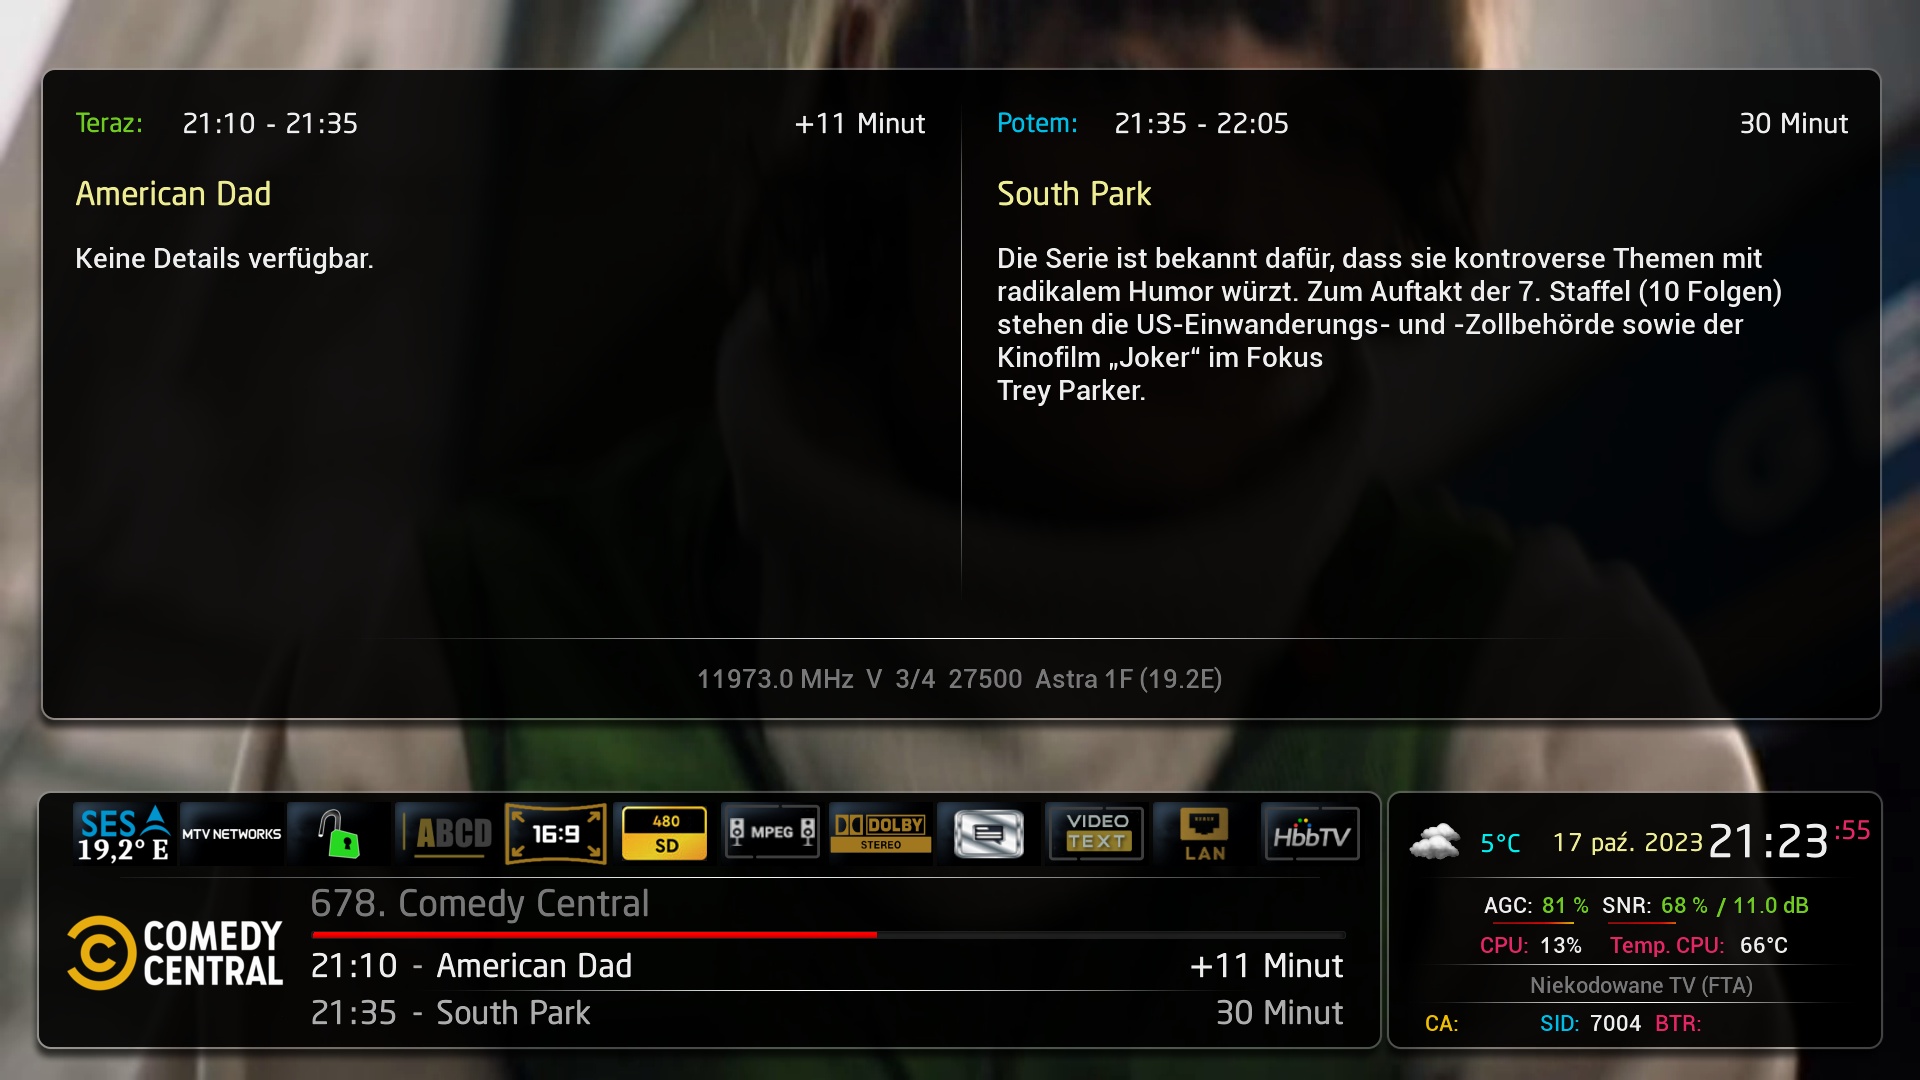 Teraz: 21:10 - 21:35 +11 Minut
American Dad
Keine Details verfügbar.
Potem: 21:35 - 22:05 30 Minut
South Park
Die Serie ist bekannt dafür, dass sie kontroverse Themen mit
radikalem Humor würzt. Zum Auftakt der 7. Staffel (10 Folgen)
stehen die US-Einwanderungs- und -Zollbehörde sowie der
Kinofilm „Joker“ im Fokus
Trey Parker.
11973.0 MHz V 3/4 27500 Astra 1F (19.2E)
SES
19,2° E
MTV NETWORKS
ABCD
16:9
480
SD
MPEG
DOLBY
STEREO
VIDEO
TEXT
LAN
HbbTV
COMEDY
CENTRAL
678. Comedy Central
21:10 - American Dad +11 Minut
21:35 - South Park 30 Minut
5°C 17 paź. 2023 21:23:55
AGC: 81 % SNR: 68 % / 11.0 dB
CPU: 13% Temp. CPU: 66°C
Niekodowane TV (FTA)
CA: SID: 7004 BTR: